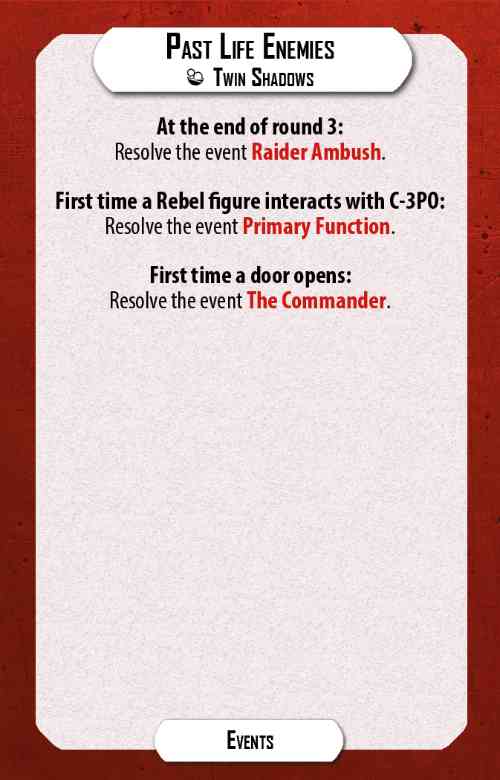 Past Life Enemies
Twin Shadows
At the end of round 3:
Resolve the event Raider Ambush.
First time a Rebel figure interacts with C-3PO:
Resolve the event Primary Function.
First time a door opens:
Resolve the event The Commander.
Events